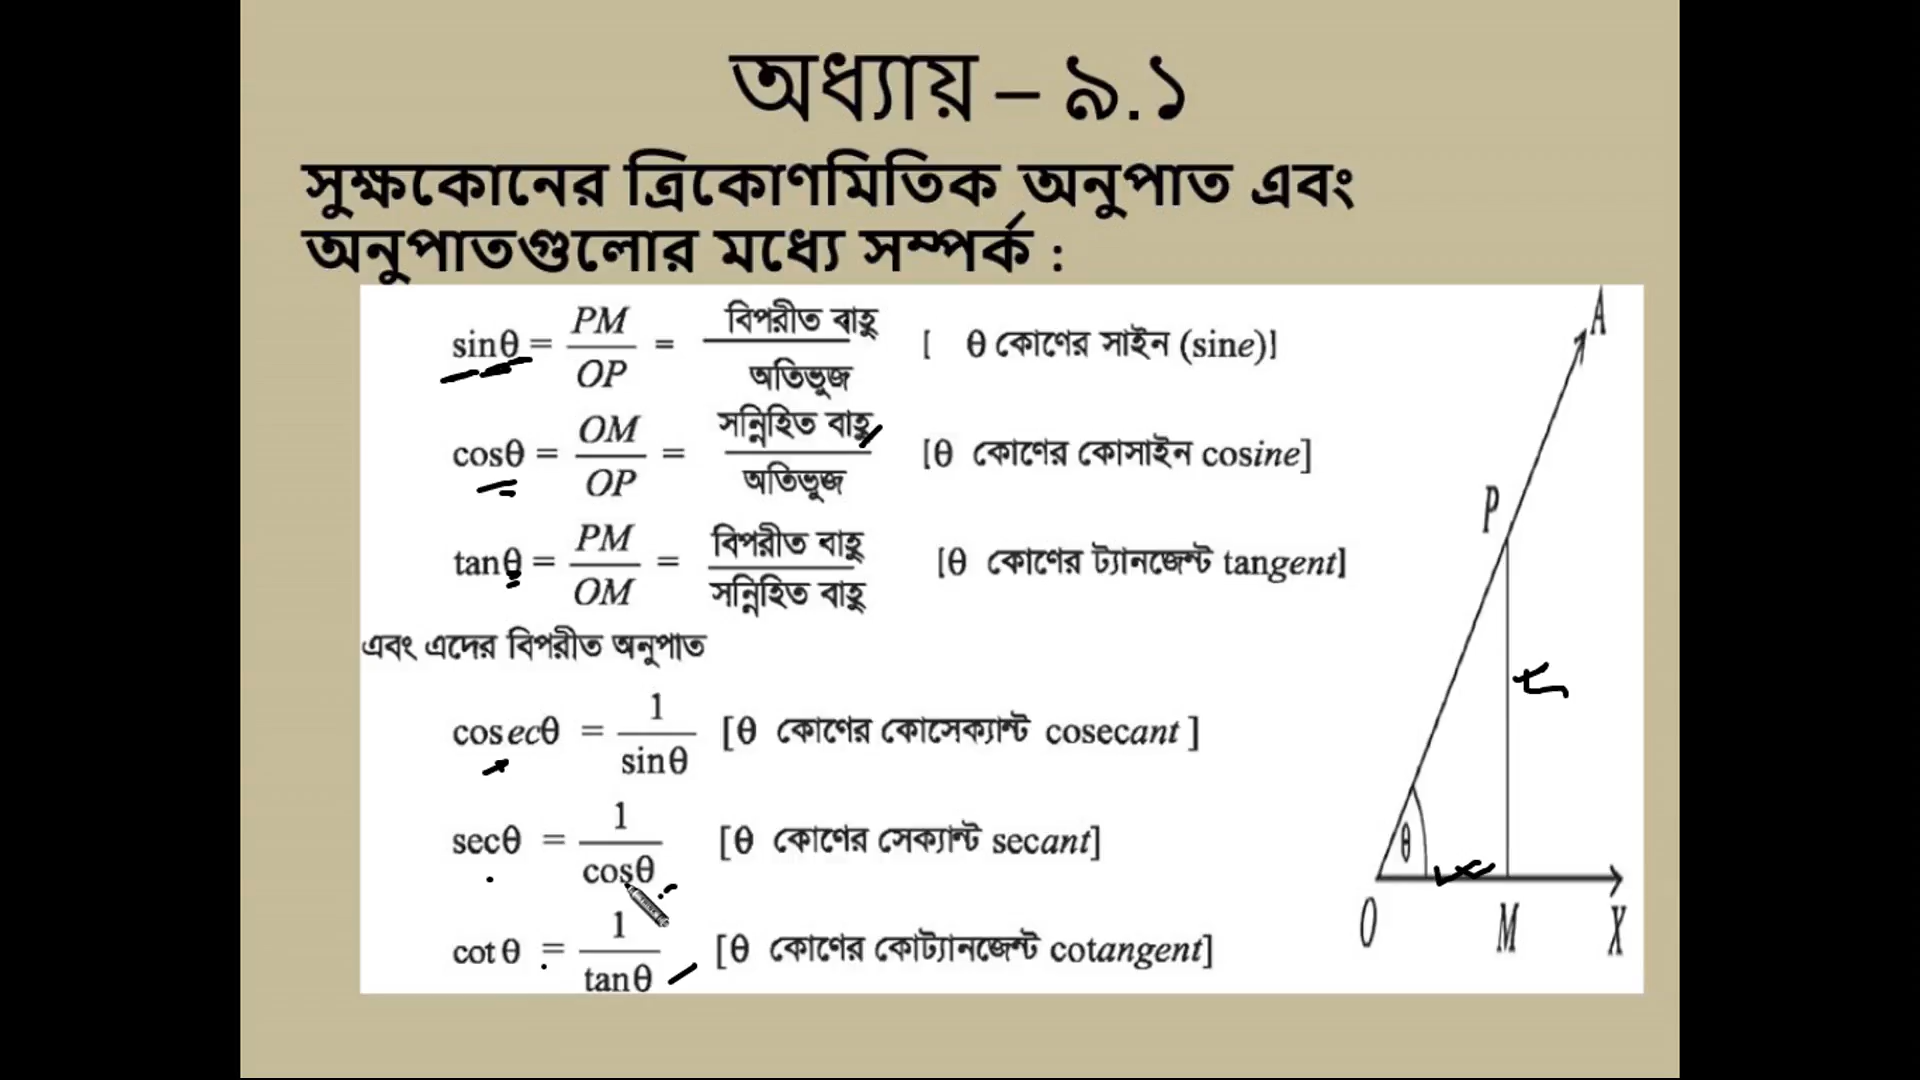 অধ্যায় – ৯.১
সুক্ষকোনের ত্রিকোণমিতিক অনুপাত এবং
অনুপাতগুলোর মধ্যে সম্পর্ক :
sinθ = PM/OP = বিপরীত বাহু/অতিভুজ [ θ কোণের সাইন (sine)]
cosθ = OM/OP = সন্নিহিত বাহু/অতিভুজ [θ কোণের কোসাইন cosine]
tanθ = PM/OM = বিপরীত বাহু/সন্নিহিত বাহু [θ কোণের ট্যানজেন্ট tangent]
এবং এদের বিপরীত অনুপাত
cosecθ = 1/sinθ [θ কোণের কোসেক্যান্ট cosecant ]
secθ = 1/cosθ [θ কোণের সেক্যান্ট secant]
cotθ = 1/tanθ [θ কোণের কোট্যানজেন্ট cotangent]
A
P
θ
O M X